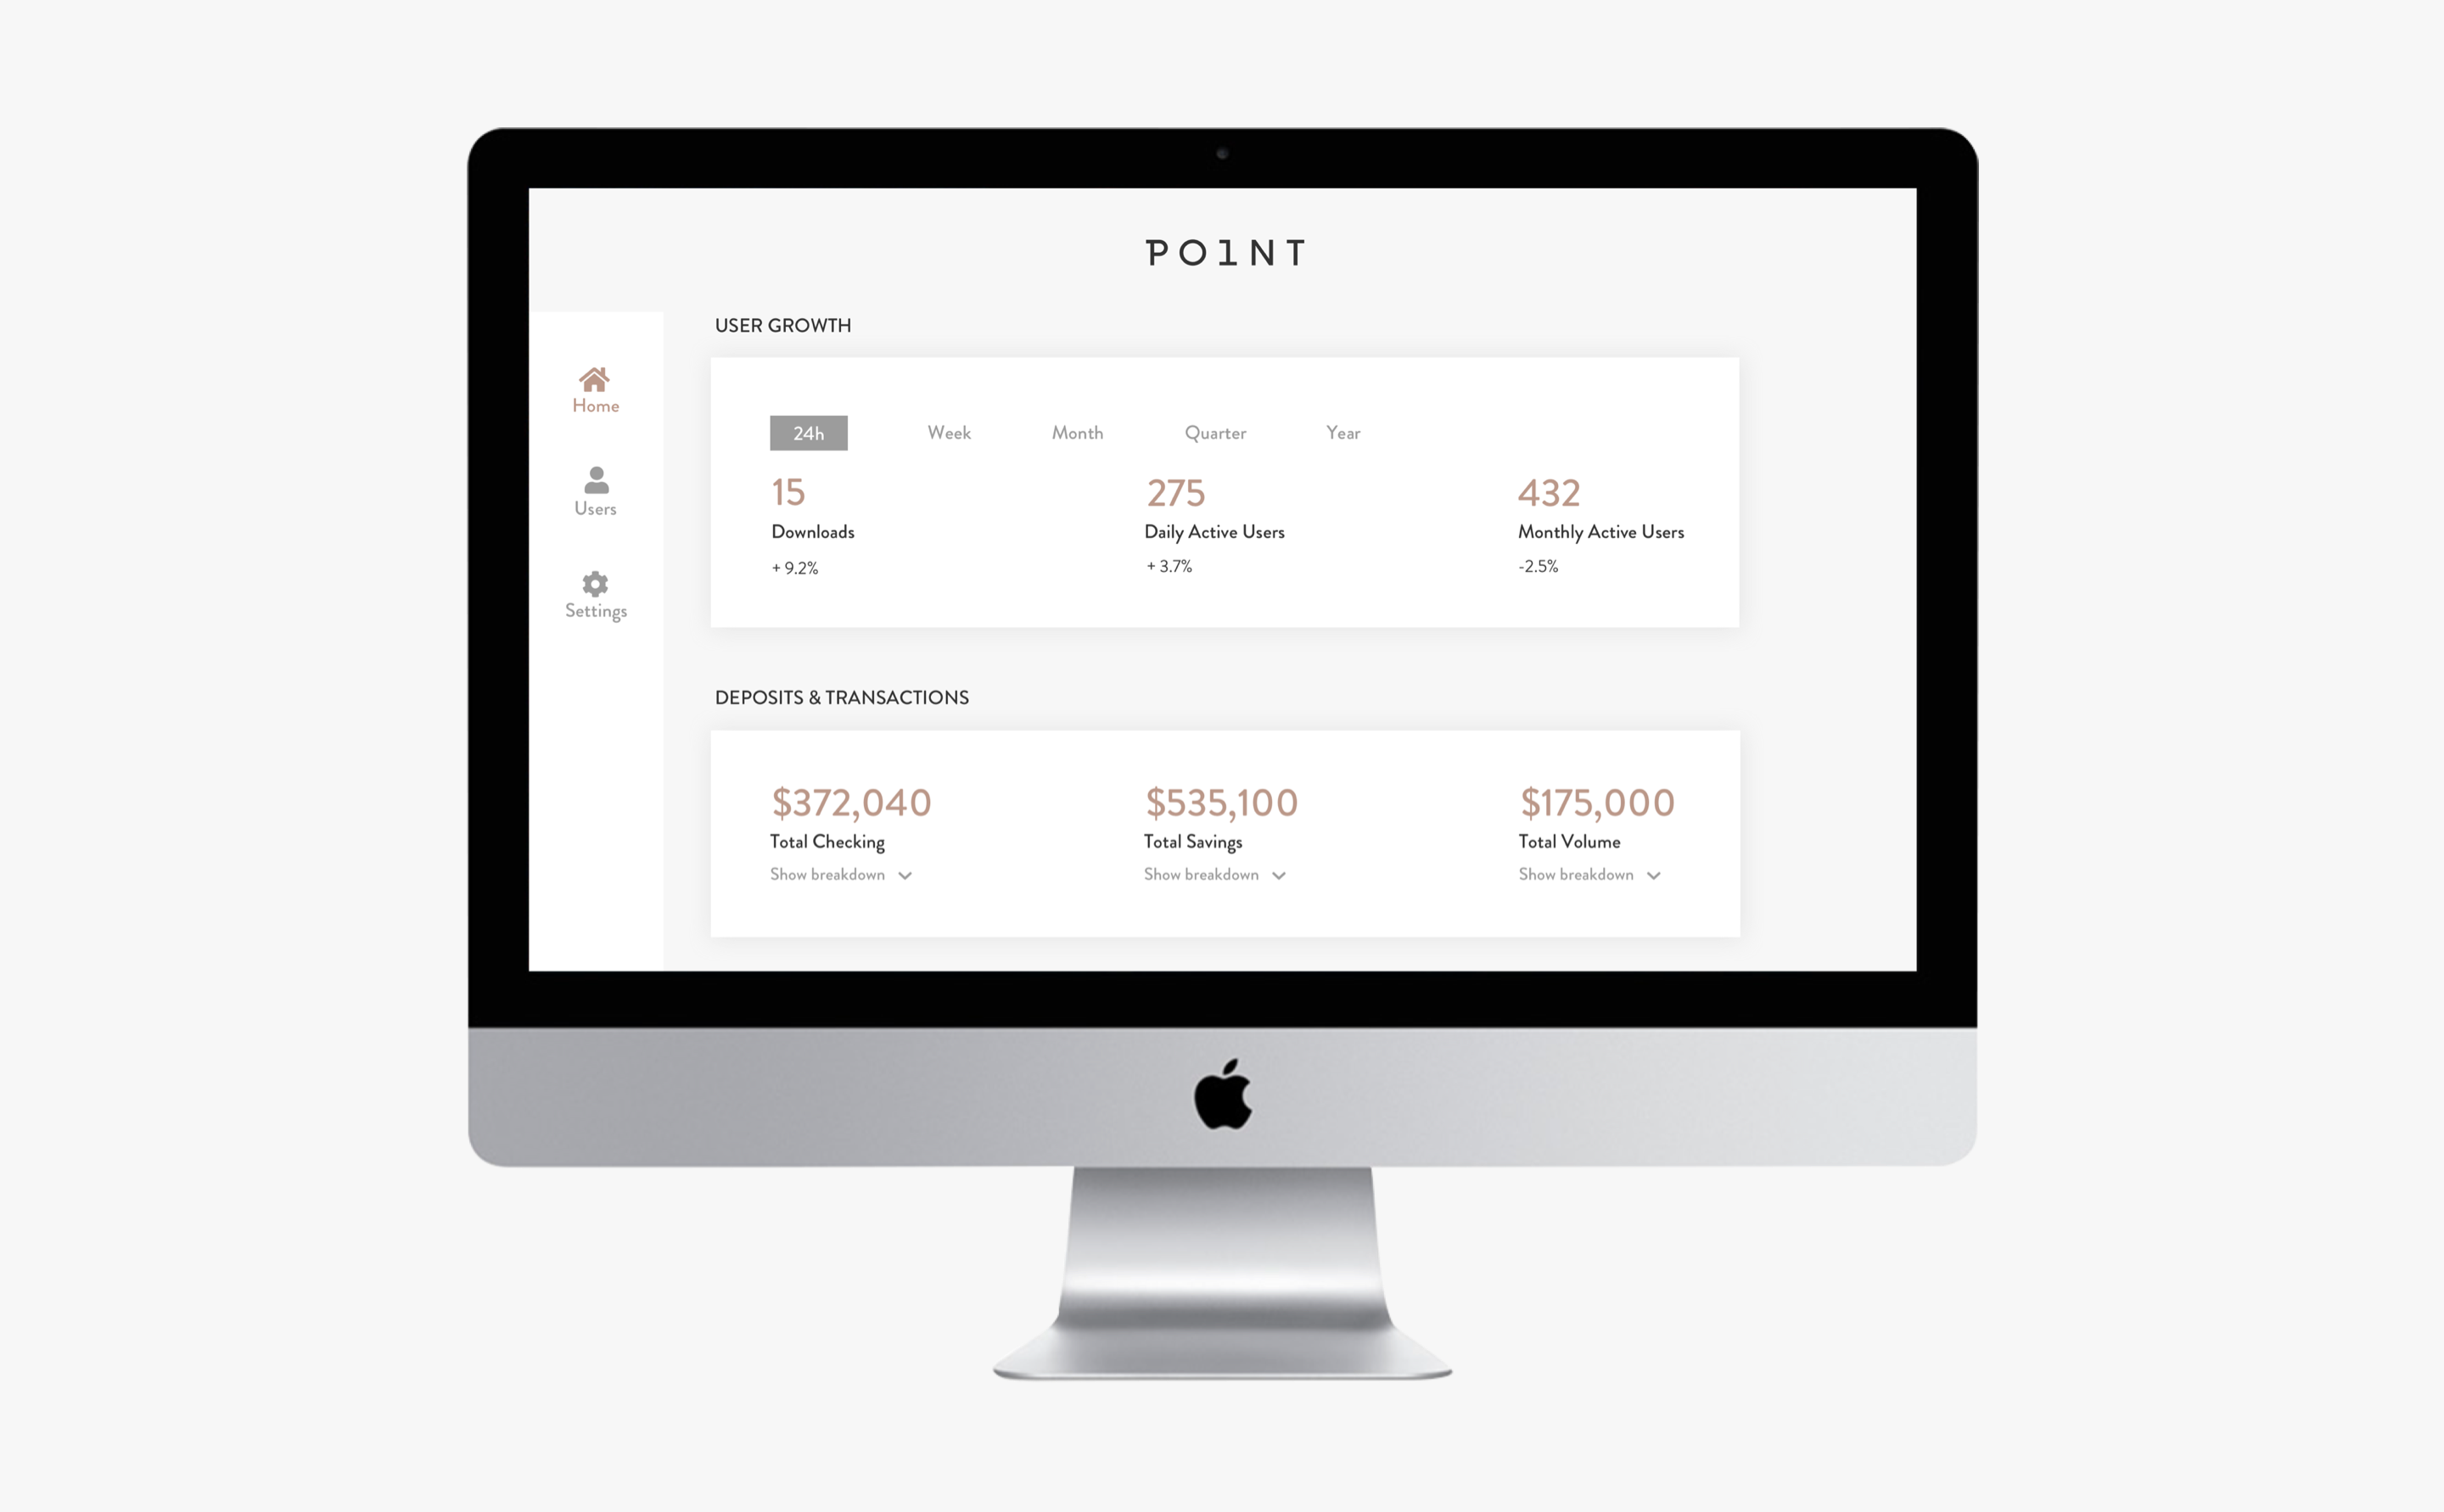 PO1NT
USER GROWTH
Home
Users
Settings
24h Week Month Quarter Year
15 275 432
Downloads Daily Active Users Monthly Active Users
+ 9.2% + 3.7% -2.5%
DEPOSITS & TRANSACTIONS
$372,040 $535,100 $175,000
Total Checking Total Savings Total Volume
Show breakdown Show breakdown Show breakdown